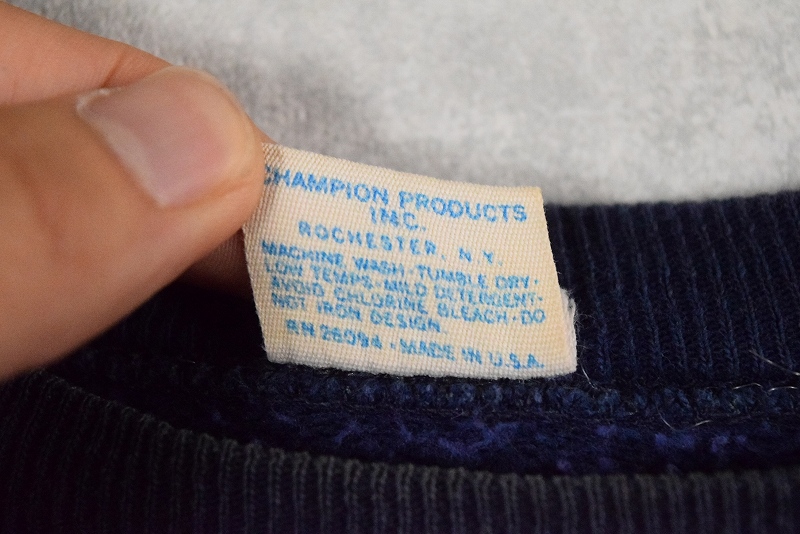 CHAMPION PRODUCTS
INC.
ROCHESTER, N.Y.
MACHINE WASH·TUMBLE DRY·
LOW TEMPS·MILD DETERGENT·
AVOID CHLORINE BLEACH·DO
NOT IRON DESIGN
RN 26094 · MADE IN U.S.A.